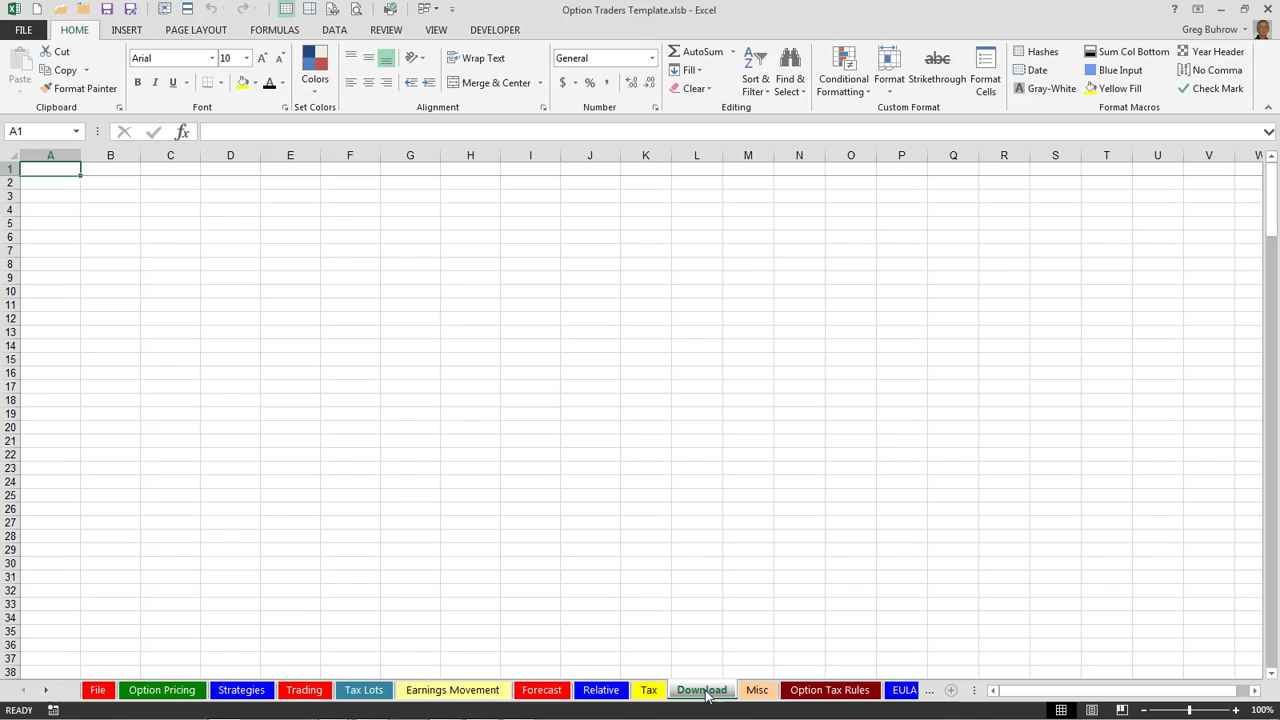 Option Traders Template.xlsb - Excel
FILE HOME INSERT PAGE LAYOUT FORMULAS DATA REVIEW VIEW DEVELOPER Greg Buhrow
Paste
Cut
Copy
Format Painter
Clipboard
Arial 10
B I U
Font
Colors
Set Colors
Wrap Text
Merge & Center
Alignment
General
$ % ,
Number
AutoSum
Fill
Clear
Sort & Filter
Find & Select
Editing
Conditional Formatting
Format
Strikethrough
Format Cells
Custom Format
Hashes
Date
Gray-White
Sum Col Bottom
Blue Input
Yellow Fill
Year Header
No Comma
Check Mark
Format Macros
A1 fx
A B C D E F G H I J K L M N O P Q R S T U V W
1
2
3
4
5
6
7
8
9
10
11
12
13
14
15
16
17
18
19
20
21
22
23
24
25
26
27
28
29
30
31
32
33
34
35
36
37
38
File Option Pricing Strategies Trading Tax Lots Earnings Movement Forecast Relative Tax Download Misc Option Tax Rules EULA ...
READY 100%